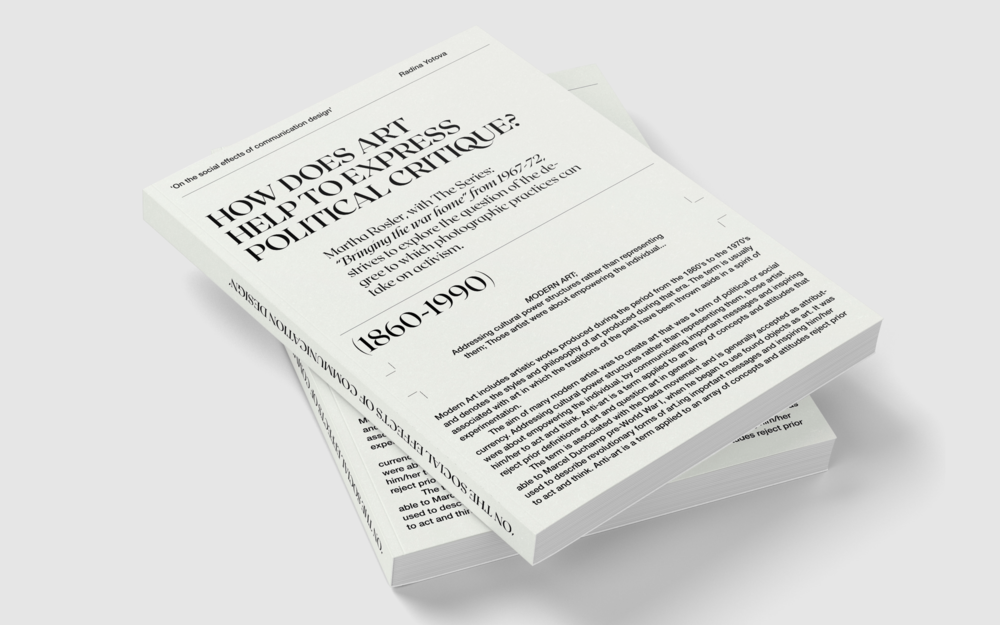 'On the social effects of communication design'
Radina Yotova
HOW DOES ART
HELP TO EXPRESS
POLITICAL CRITIQUE?
Martha Rosler, with The Series:
"Bringing the war home" from 1967-72,
strives to explore the question of the de-
gree to which photographic practices can
take on activism.
(1860-1990)
MODERN ART;
Addressing cultural power structures rather than representing
them; Those artist were about empowering the individual...
Modern Art includes artistic works produced during the period from the 1860's to the 1970's
and denotes the styles and philosophy of art produced during that era. The term is usually
associated with art in which the traditions of the past have been thrown aside in a spirit of
experimentation.
The aim of many modern artist was to create art that was a form of political or social
currency. Addressing cultural power structures rather than representing them, those artist
were about empowering the individual, by communicating important messages and inspiring
him/her to act and think. Anti-art is a term applied to an array of concepts and attitudes that
reject prior definitions of art and question art in general.
The term is associated with the Dada movement and is generally accepted as attribut-
able to Marcel Duchamp pre-World War I, when he began to use found objects as art. It was
used to describe revolutionary forms of art.ing important messages and inspiring him/her
to act and think. Anti-art is a term applied to an array of concepts and attitudes reject prior
'ON THE SOCIAL EFFECTS OF COMMUNICATION DESIGN'
'ON THE SOCIAL EFFECTS OF
currency
were ab
him/her
reject prio
The te
able to Marc
used to desc
to act and thin
him/her
udes reject prior